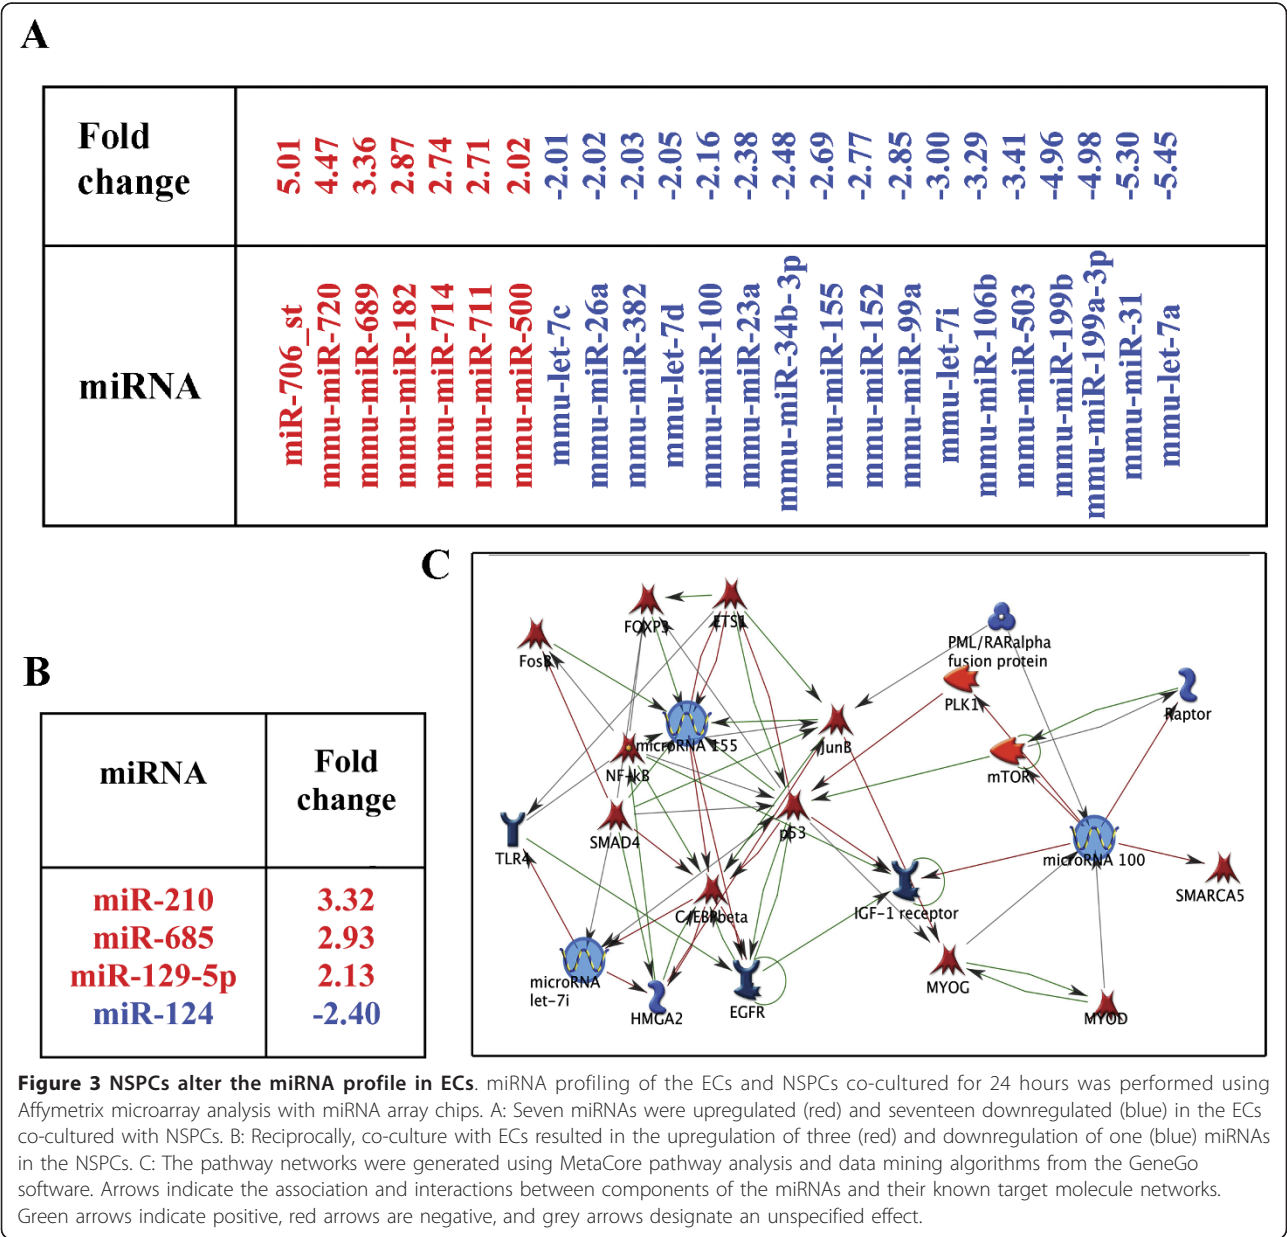 A
Fold
change
5.01
4.47
3.36
2.87
2.74
2.71
2.02
-2.01
-2.02
-2.03
-2.05
-2.16
-2.38
-2.48
-2.69
-2.77
-2.85
-3.00
-3.29
-3.41
-4.96
-4.98
-5.30
-5.45
miRNA
miR-706_st
mmu-miR-720
mmu-miR-689
mmu-miR-182
mmu-miR-714
mmu-miR-711
mmu-miR-500
mmu-let-7c
mmu-miR-26a
mmu-miR-382
mmu-let-7d
mmu-miR-100
mmu-miR-23a
mmu-miR-34b-3p
mmu-miR-155
mmu-miR-152
mmu-miR-99a
mmu-let-7i
mmu-miR-106b
mmu-miR-503
mmu-miR-199b
mmu-miR-199a-3p
mmu-miR-31
mmu-let-7a
B
miRNA
Fold
change
miR-210 3.32
miR-685 2.93
miR-129-5p 2.13
miR-124 -2.40
C
FOXP3
ETS1
FosB
PML/RARalpha
fusion protein
PLK1
Raptor
microRNA 155
JunB
NF-kB
mTOR
SMAD4
p53
TLR4
microRNA 100
SMARCA5
C/EBPbeta
IGF-1 receptor
microRNA
let-7i
HMGA2
EGFR
MYOG
MYOD
Figure 3 NSPCs alter the miRNA profile in ECs. miRNA profiling of the ECs and NSPCs co-cultured for 24 hours was performed using
Affymetrix microarray analysis with miRNA array chips. A: Seven miRNAs were upregulated (red) and seventeen downregulated (blue) in the ECs
co-cultured with NSPCs. B: Reciprocally, co-culture with ECs resulted in the upregulation of three (red) and downregulation of one (blue) miRNAs
in the NSPCs. C: The pathway networks were generated using MetaCore pathway analysis and data mining algorithms from the GeneGo
software. Arrows indicate the association and interactions between components of the miRNAs and their known target molecule networks.
Green arrows indicate positive, red arrows are negative, and grey arrows designate an unspecified effect.